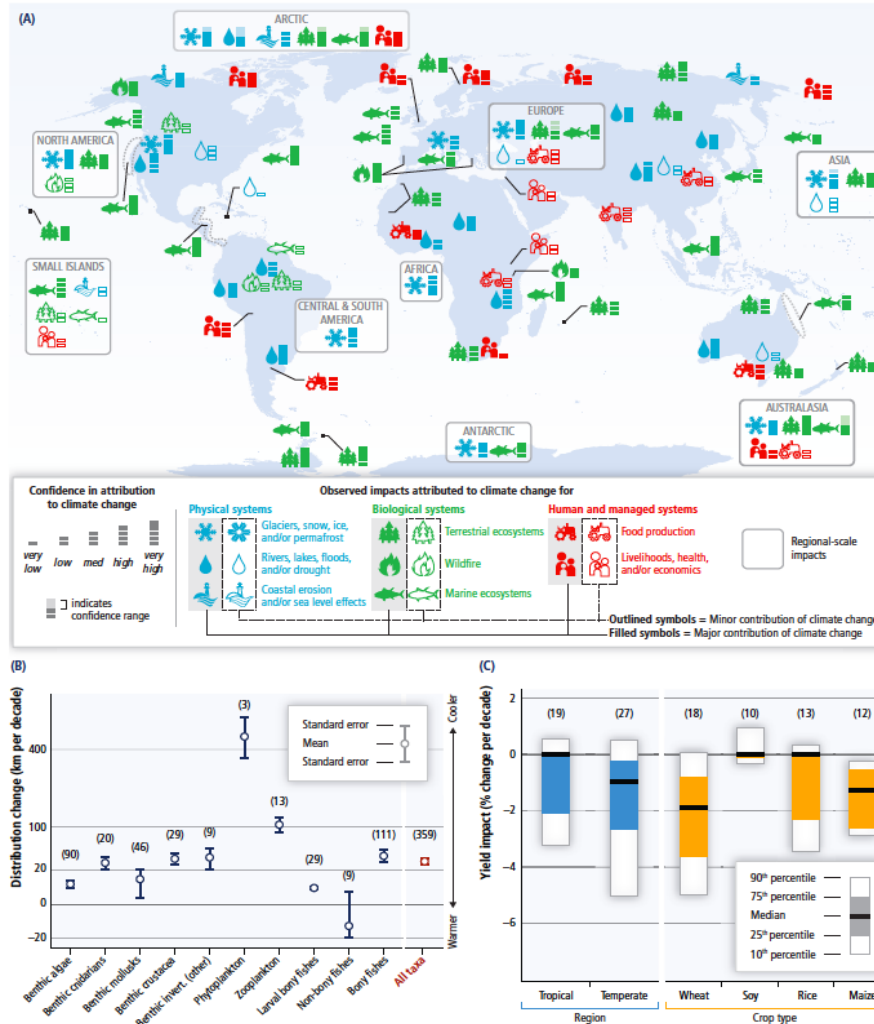 (A)
ARCTIC
NORTH AMERICA
EUROPE
ASIA
SMALL ISLANDS
AFRICA
CENTRAL & SOUTH
AMERICA
ANTARCTIC
AUSTRALASIA
Confidence in attribution
to climate change
very
low
low
med
high
very
high
indicates
confidence range
Observed impacts attributed to climate change for
Physical systems
Glaciers, snow, ice,
and/or permafrost
Rivers, lakes, floods,
and/or drought
Coastal erosion
and/or sea level effects
Biological systems
Terrestrial ecosystems
Wildfire
Marine ecosystems
Human and managed systems
Food production
Livelihoods, health,
and/or economics
Regional-scale
impacts
Outlined symbols = Minor contribution of climate change
Filled symbols = Major contribution of climate change
(B)
Distribution change (km per decade)
400
100
20
0
–20
(90)
(20)
(46)
(29)
(9)
(3)
(13)
(29)
(9)
(111)
(359)
Standard error
Mean
Standard error
Cooler
Warmer
Benthic algae
Benthic cnidarians
Benthic mollusks
Benthic crustacea
Benthic invert. (other)
Phytoplankton
Zooplankton
Larval bony fishes
Non-bony fishes
Bony fishes
All taxa
(C)
Yield impact (% change per decade)
2
0
–2
–4
–6
(19)
(27)
(18)
(10)
(13)
(12)
90th percentile
75th percentile
Median
25th percentile
10th percentile
Tropical
Temperate
Wheat
Soy
Rice
Maize
Region
Crop type